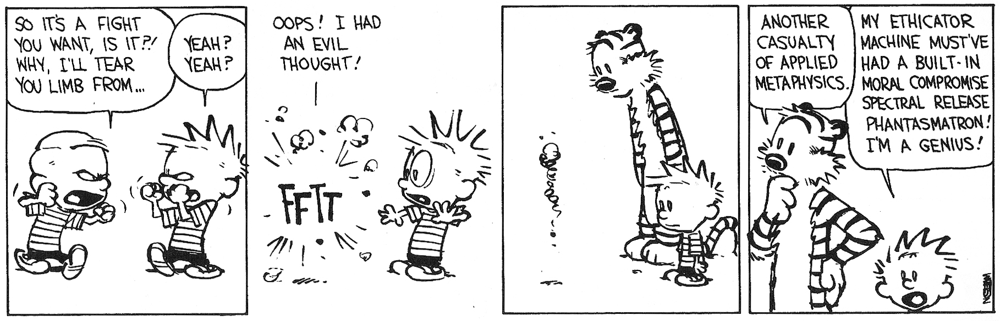 SO IT'S A FIGHT
YOU WANT, IS IT?!
WHY, I'LL TEAR
YOU LIMB FROM...
YEAH?
YEAH?
OOPS! I HAD
AN EVIL
THOUGHT!
FFTT
ANOTHER
CASUALTY
OF APPLIED
METAPHYSICS.
MY ETHICATOR
MACHINE MUST'VE
HAD A BUILT-IN
MORAL COMPROMISE
SPECTRAL RELEASE
PHANTASMATRON!
I'M A GENIUS!